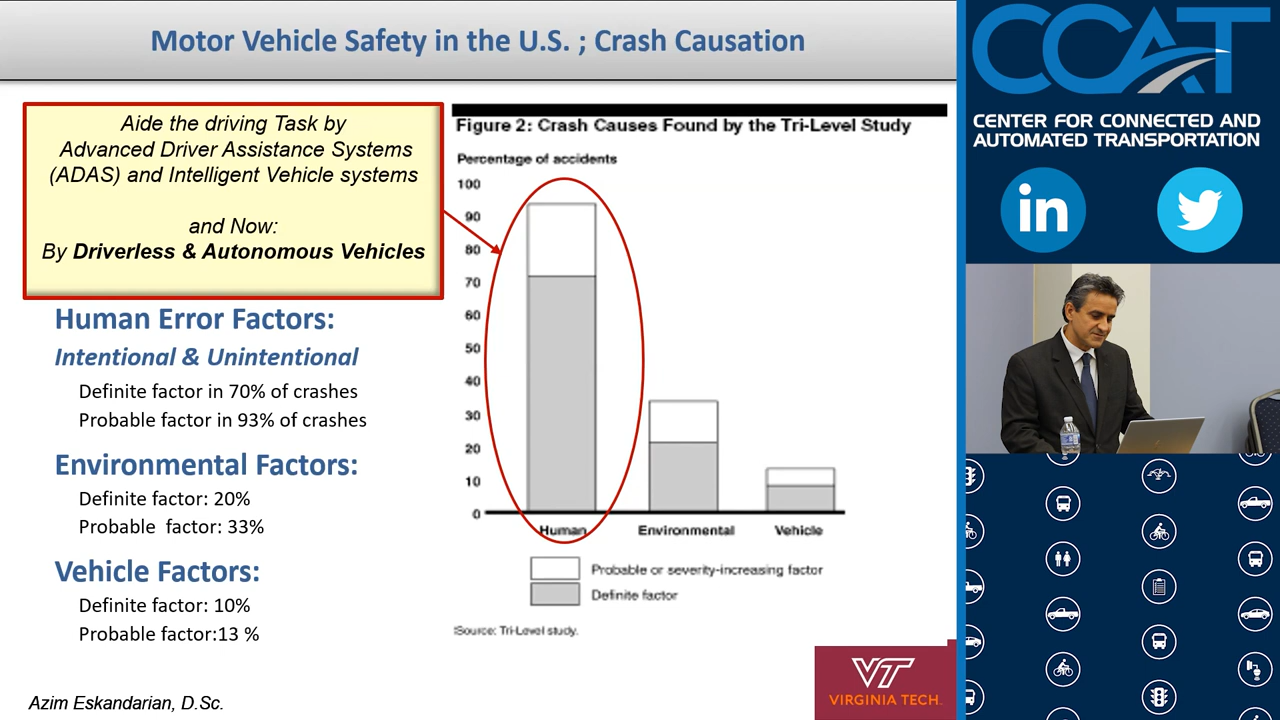 Motor Vehicle Safety in the U.S. ; Crash Causation
Aide the driving Task by
Advanced Driver Assistance Systems
(ADAS) and Intelligent Vehicle systems
and Now:
By Driverless & Autonomous Vehicles
Human Error Factors:
Intentional & Unintentional
Definite factor in 70% of crashes
Probable factor in 93% of crashes
Environmental Factors:
Definite factor: 20%
Probable factor: 33%
Vehicle Factors:
Definite factor: 10%
Probable factor:13 %
Azim Eskandarian, D.Sc.
Figure 2: Crash Causes Found by the Tri-Level Study
Percentage of accidents
100
90
80
70
60
50
40
30
20
10
0
Human
Environmental
Vehicle
Probable or severity-increasing factor
Definite factor
Source: Tri-Level study.
VT
VIRGINIA TECH.
CCAT
CENTER FOR CONNECTED AND
AUTOMATED TRANSPORTATION
in